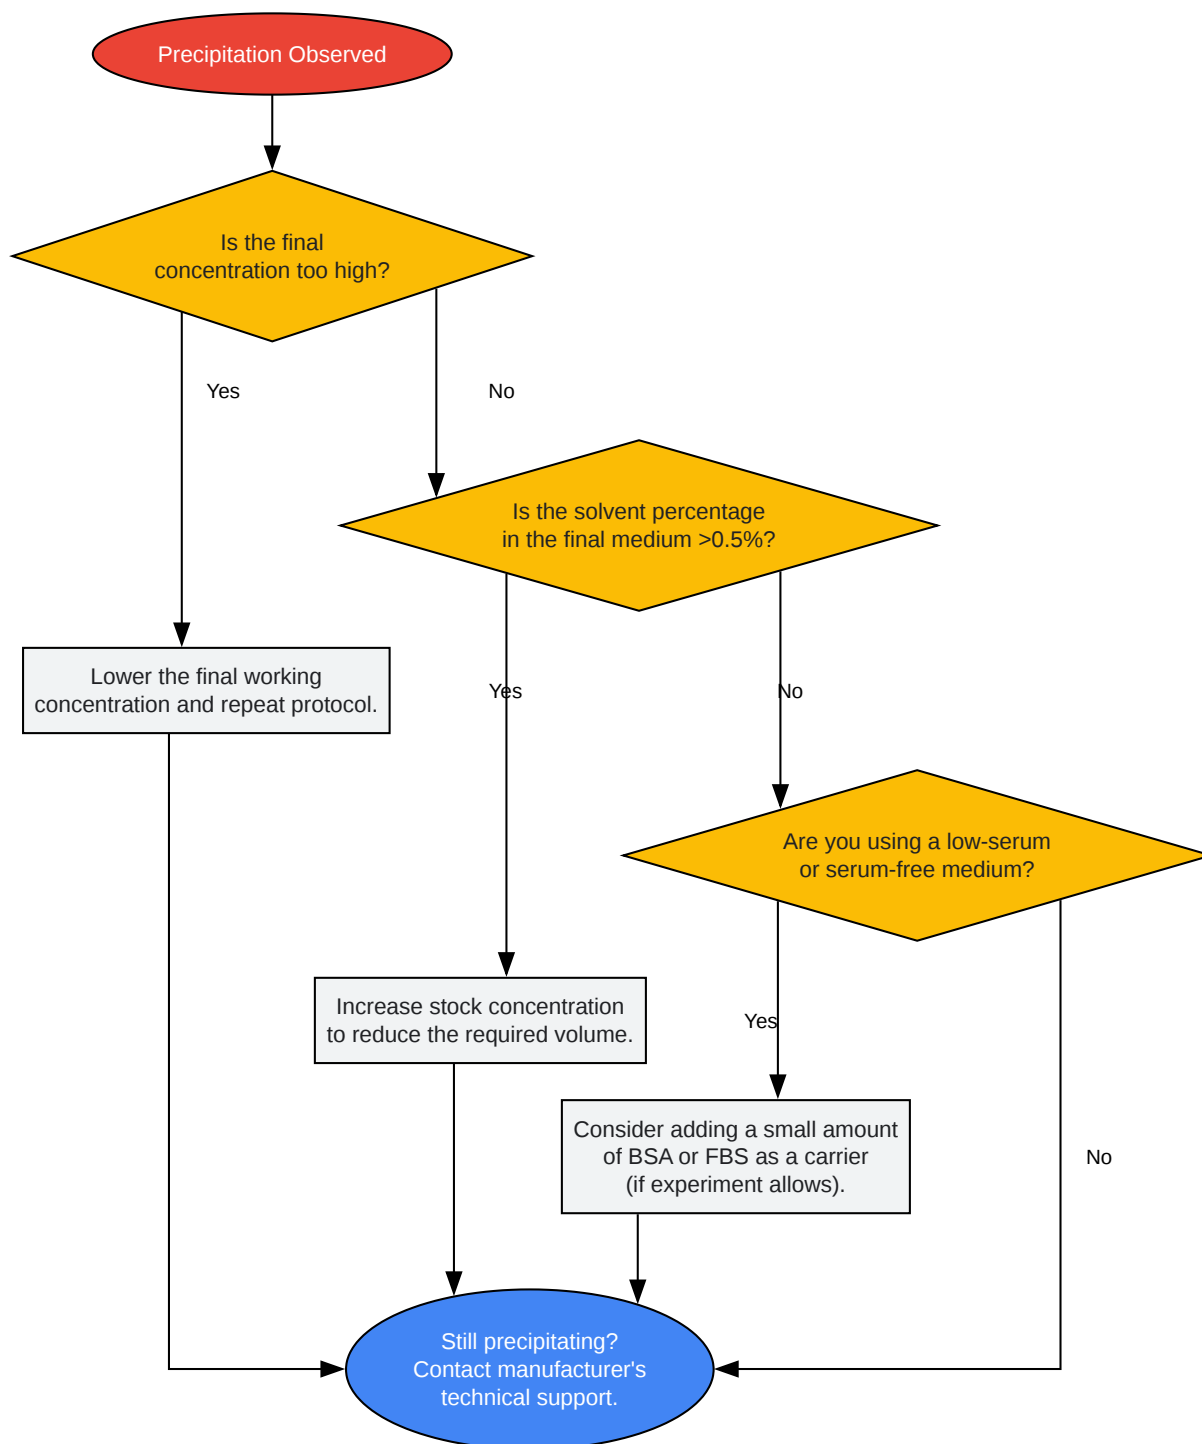 Precipitation Observed
Is the final
concentration too high?
Yes
No
Is the solvent percentage
in the final medium >0.5%?
Lower the final working
concentration and repeat protocol.
Yes
No
Are you using a low-serum
or serum-free medium?
Increase stock concentration
to reduce the required volume.
Yes
Consider adding a small amount
of BSA or FBS as a carrier
(if experiment allows).
No
Still precipitating?
Contact manufacturer's
technical support.